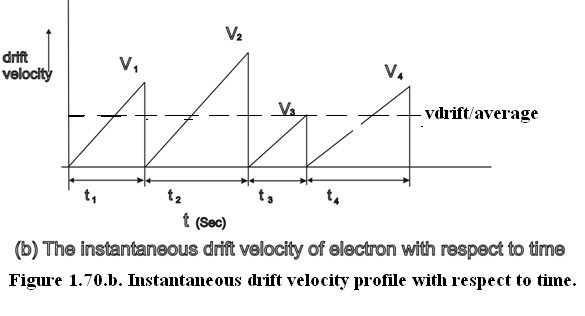 V2
drift
velocity
V1
V4
V3
vdrift/average
t1
t2
t3
t4
t (Sec)
(b) The instantaneous drift velocity of electron with respect to time
Figure 1.70.b. Instantaneous drift velocity profile with respect to time.